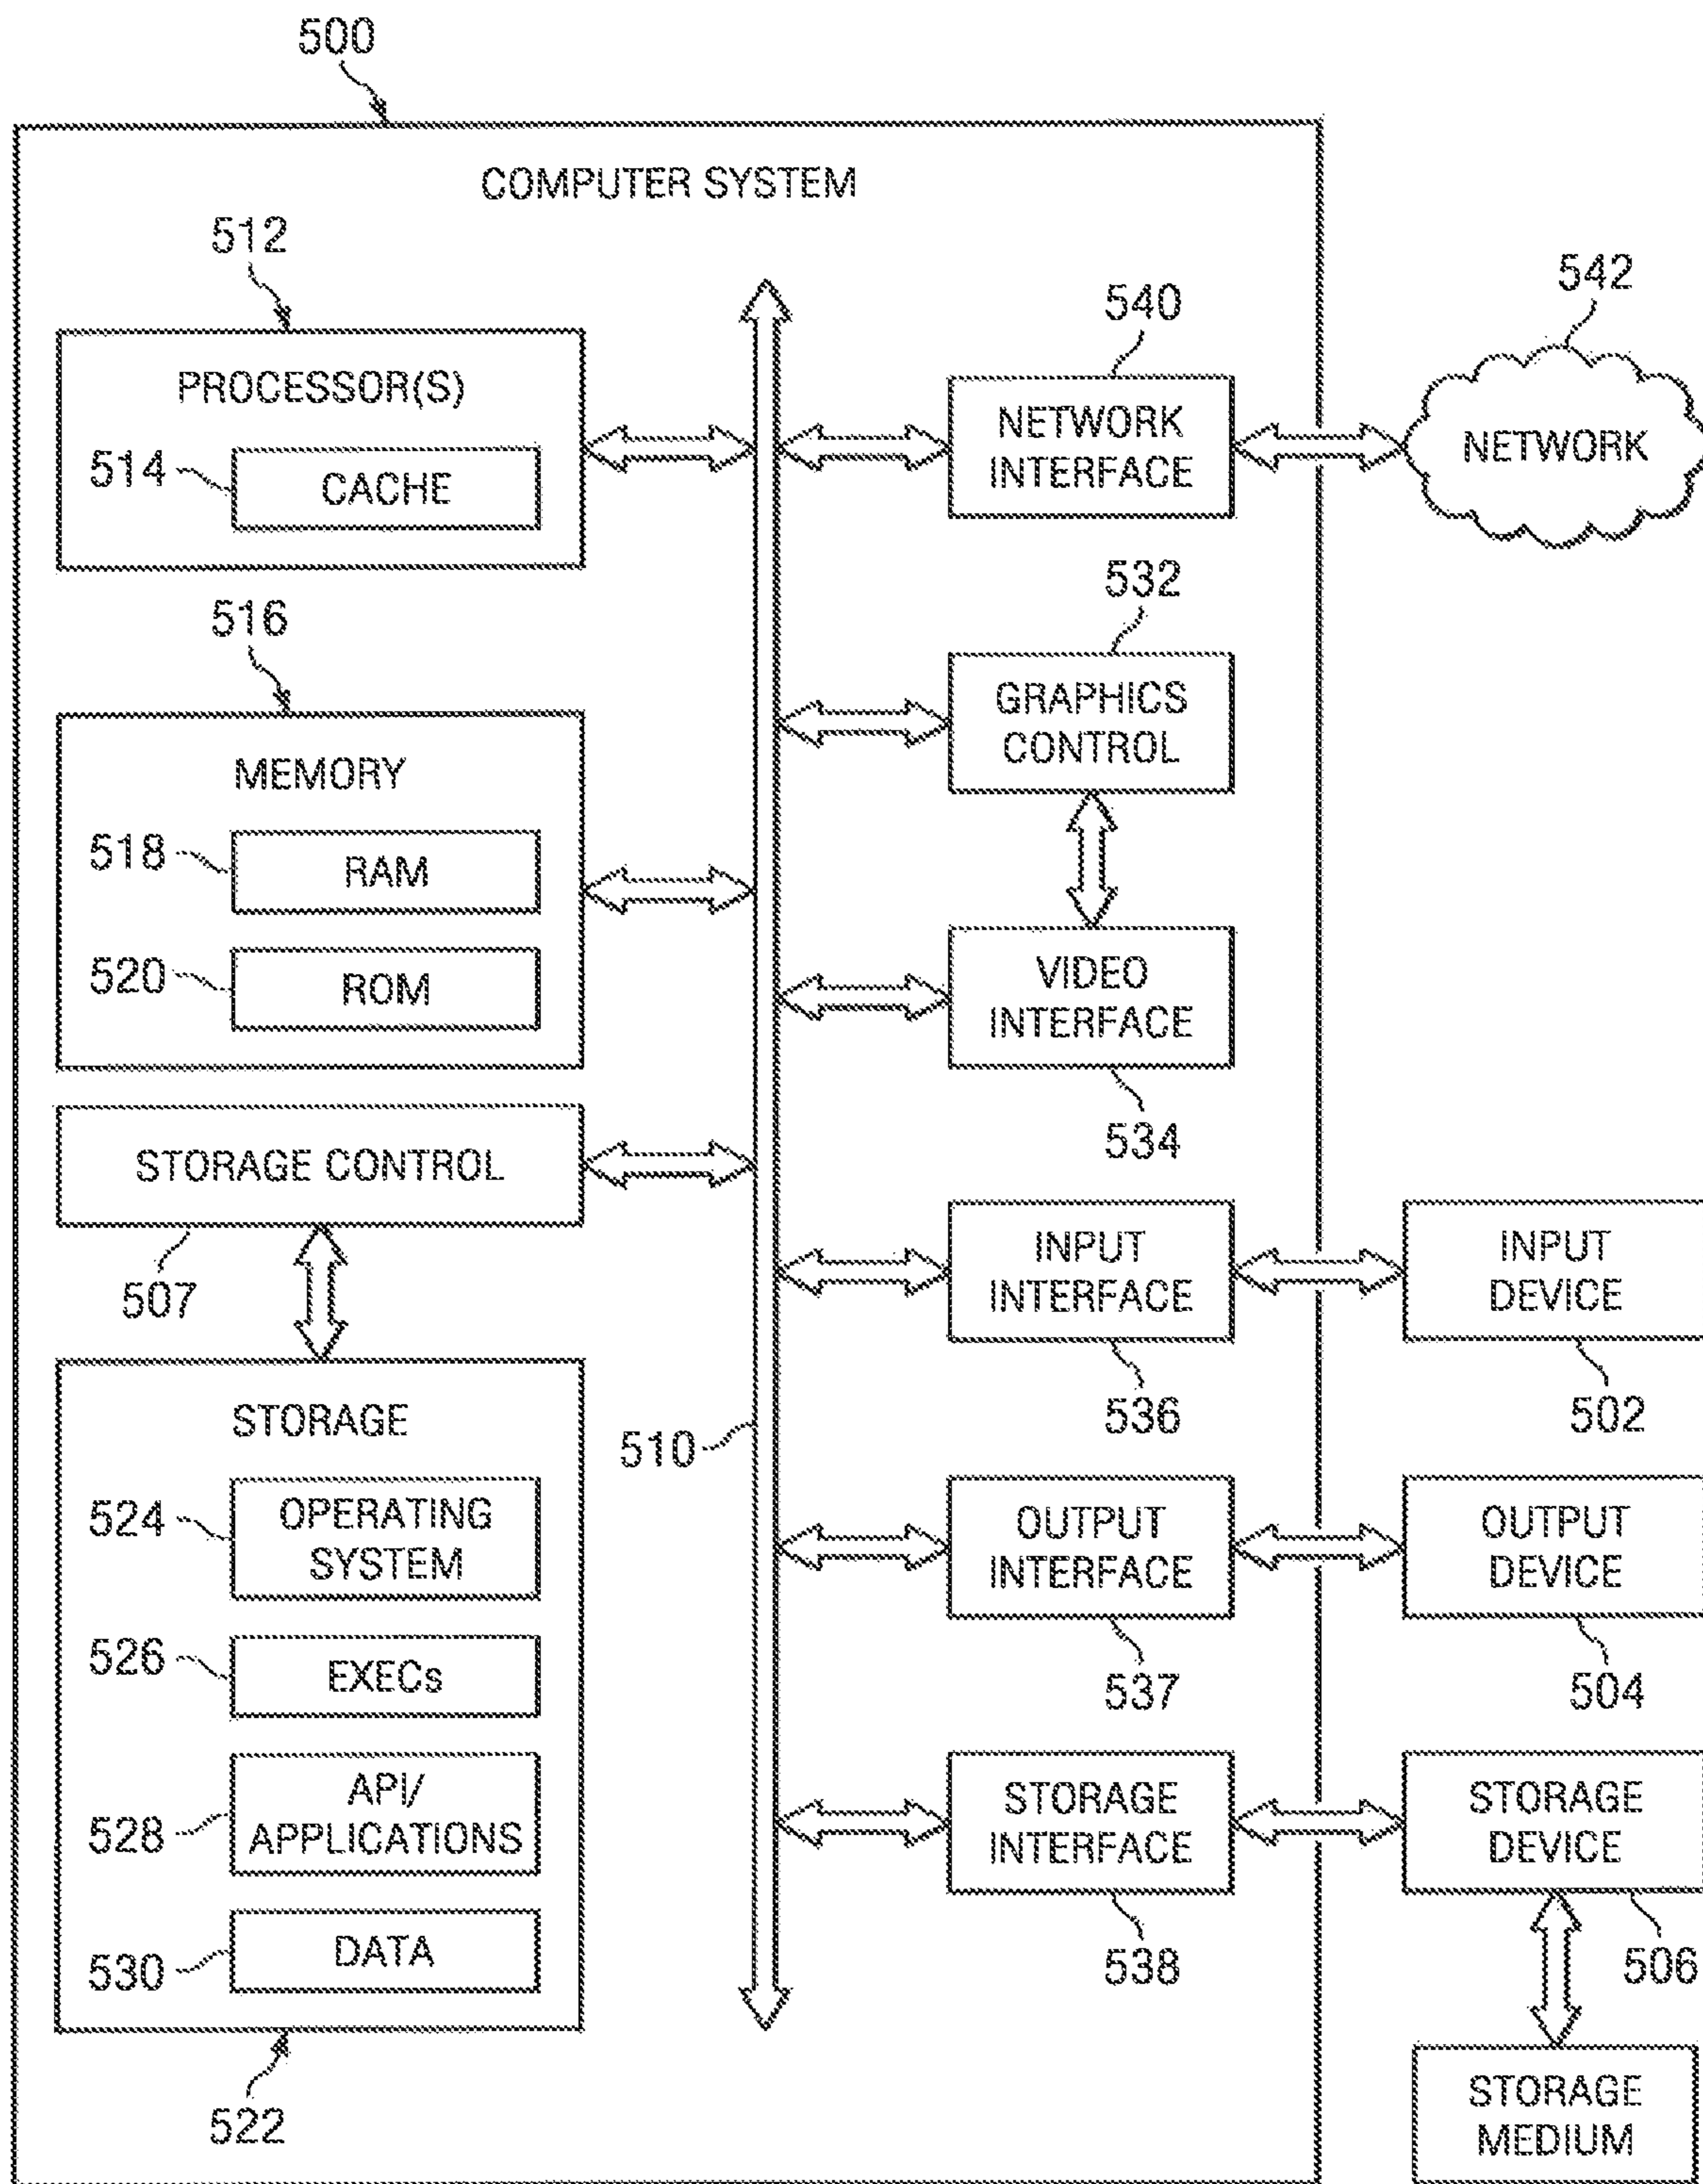 500
COMPUTER SYSTEM
512
PROCESSOR(S)
514
CACHE
516
MEMORY
518
RAM
520
ROM
STORAGE CONTROL
507
STORAGE
524
OPERATING
SYSTEM
526
EXECs
528
API/
APPLICATIONS
530
DATA
522
510
540
NETWORK
INTERFACE
542
NETWORK
532
GRAPHICS
CONTROL
VIDEO
INTERFACE
534
INPUT
INTERFACE
536
INPUT
DEVICE
502
OUTPUT
INTERFACE
537
OUTPUT
DEVICE
504
STORAGE
INTERFACE
538
STORAGE
DEVICE
506
STORAGE
MEDIUM